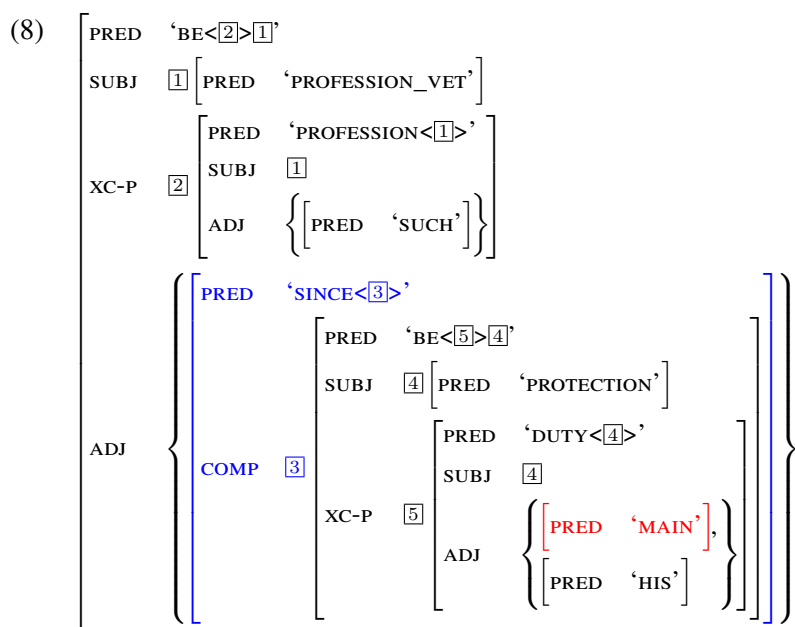 (8)
PRED ‘BE<2>1’
SUBJ 1 [PRED ‘PROFESSION_VET’]
PRED ‘PROFESSION<1>’
XC-P 2 SUBJ 1
ADJ {[PRED ‘SUCH’]}
PRED ‘SINCE<3>’
PRED ‘BE<5>4’
SUBJ 4 [PRED ‘PROTECTION’]
PRED ‘DUTY<4>’
ADJ COMP 3 SUBJ 4
XC-P 5 [PRED ‘MAIN’],
ADJ
[PRED ‘HIS’]